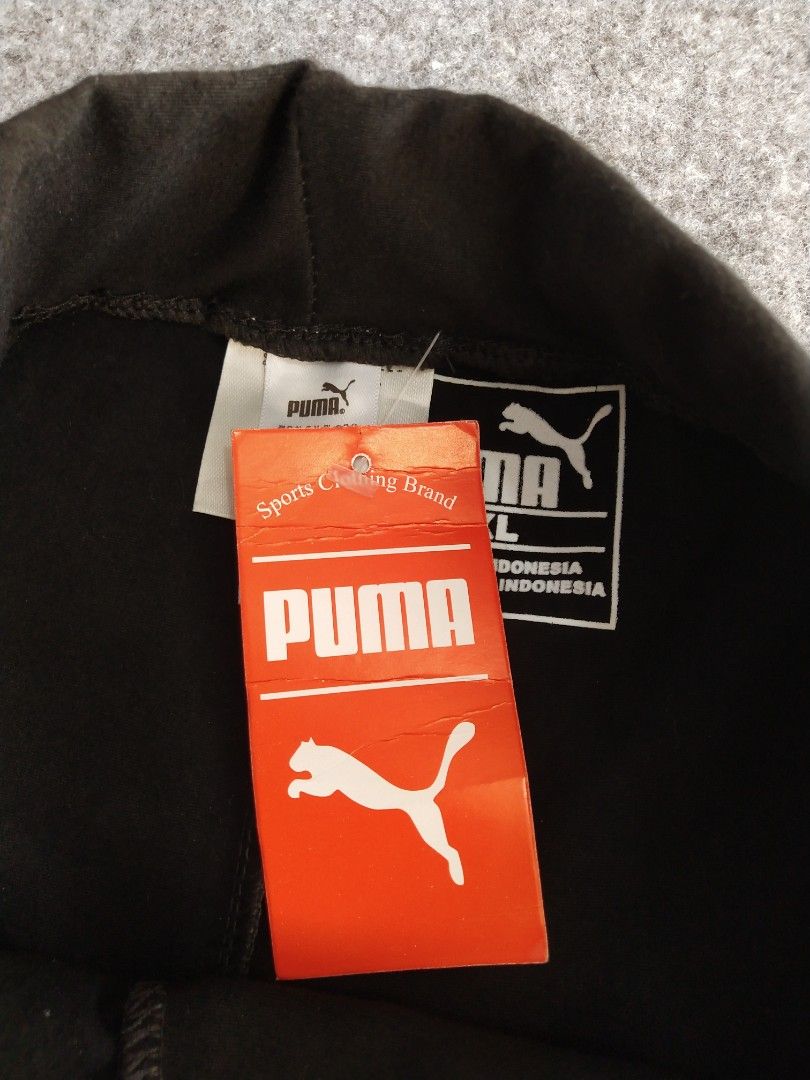 PUMA®
Sports Clothing Brand
PUMA
MA
XL
INDONESIA
INDONESIA